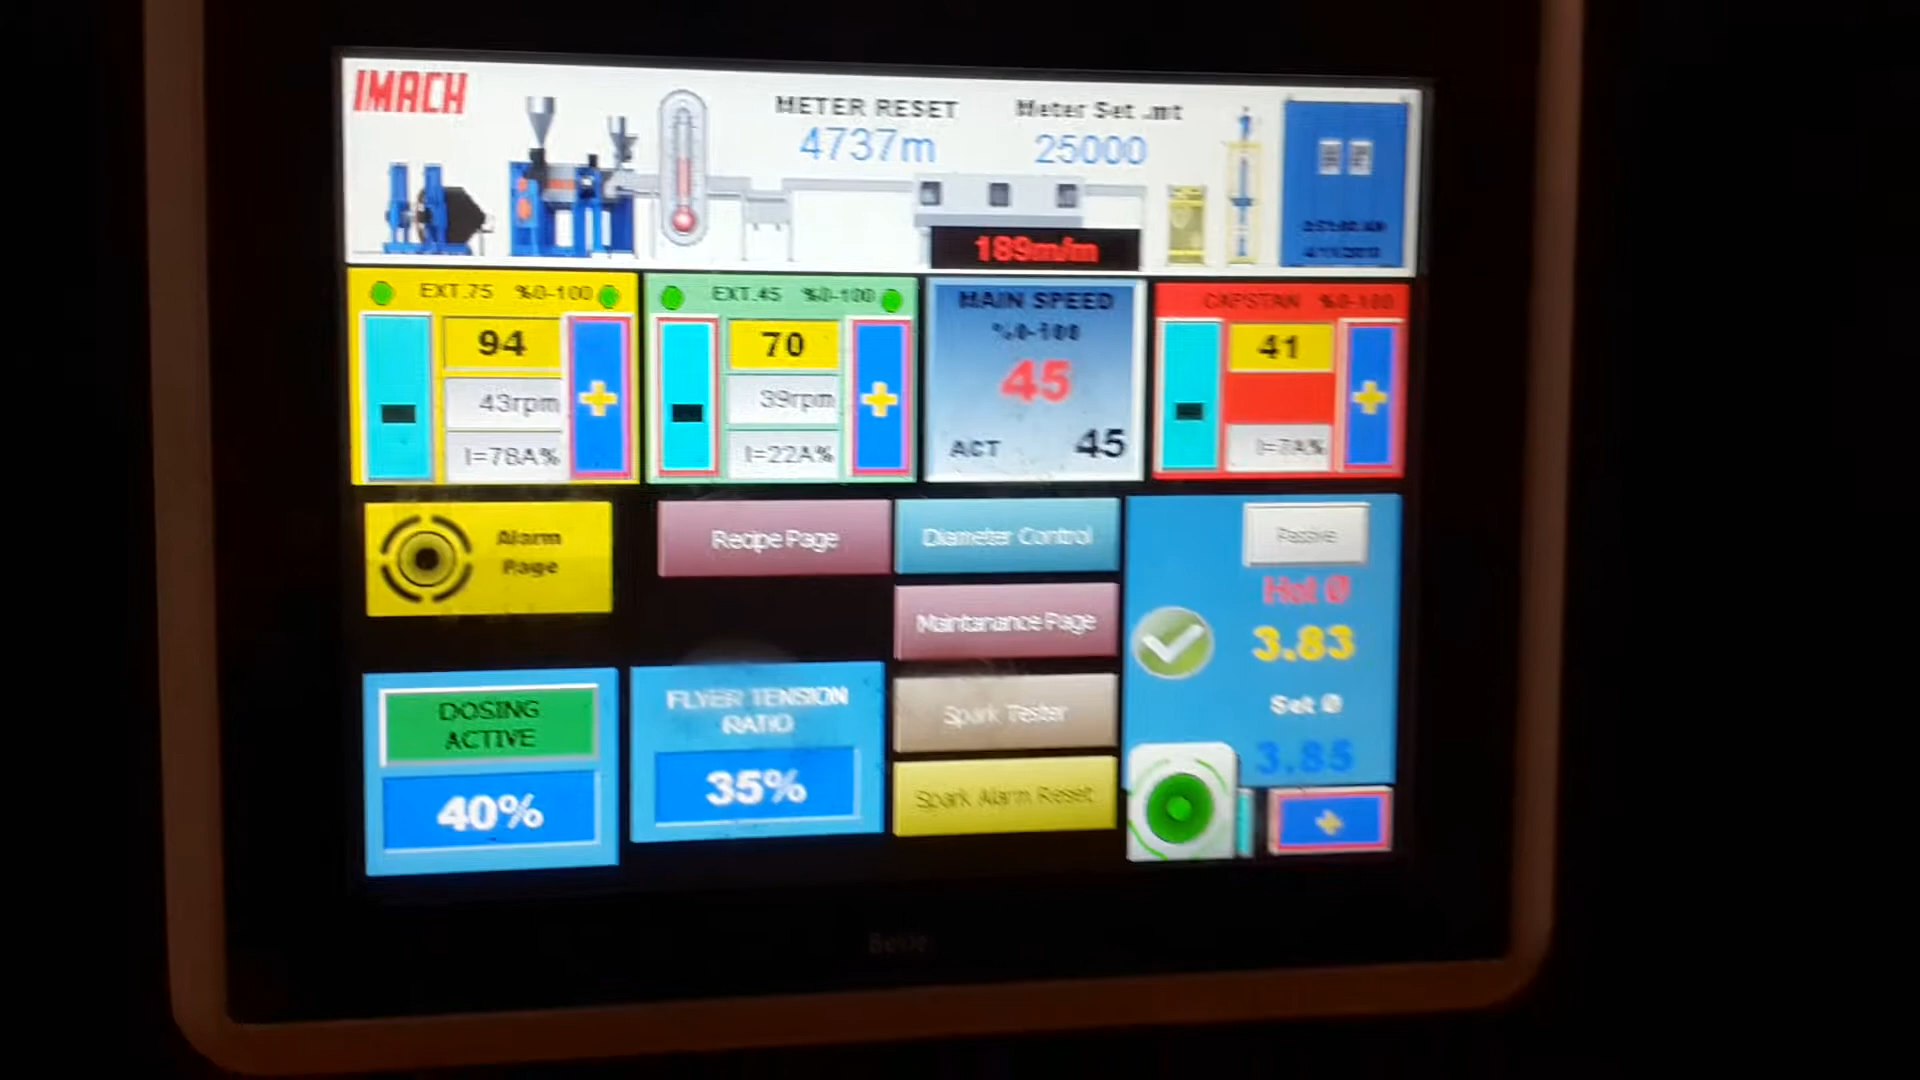 IMACH
METER RESET
4737m
Meter Set .mt
25000
189m/m
EXT.75 %0-100
94
43rpm
I=78A%
EXT.45 %0-100
70
39rpm
I=22A%
MAIN SPEED
%0-100
45
ACT 45
CAPSTAN %0-100
41
I=7A%
Alarm
Page
Recipe Page
Diameter Control
Maintanance Page
Spark Tester
Spark Alarm Reset
Passive
Hot Ø
3.83
Set Ø
3.85
DOSING
ACTIVE
40%
FLYER TENSION
RATIO
35%